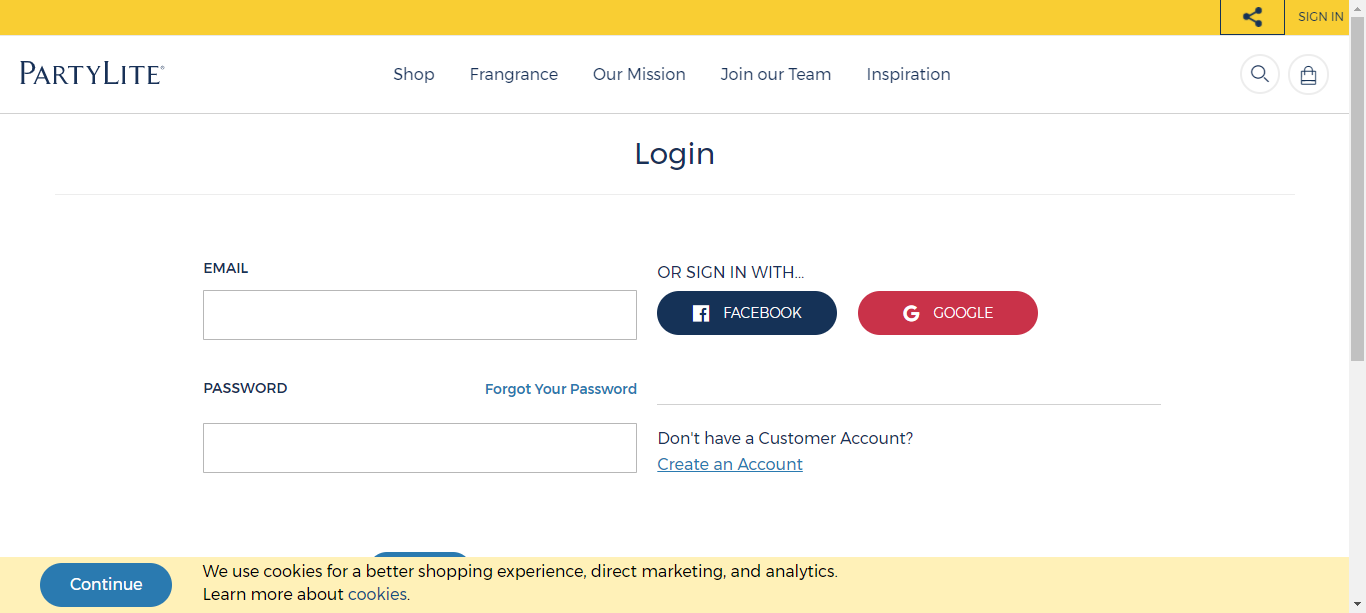 SIGN IN
PARTYLITE®
Shop
Frangrance
Our Mission
Join our Team
Inspiration
Login
EMAIL
OR SIGN IN WITH...
FACEBOOK
GOOGLE
PASSWORD
Forgot Your Password
Don't have a Customer Account?
Create an Account
Continue
We use cookies for a better shopping experience, direct marketing, and analytics.
Learn more about cookies.